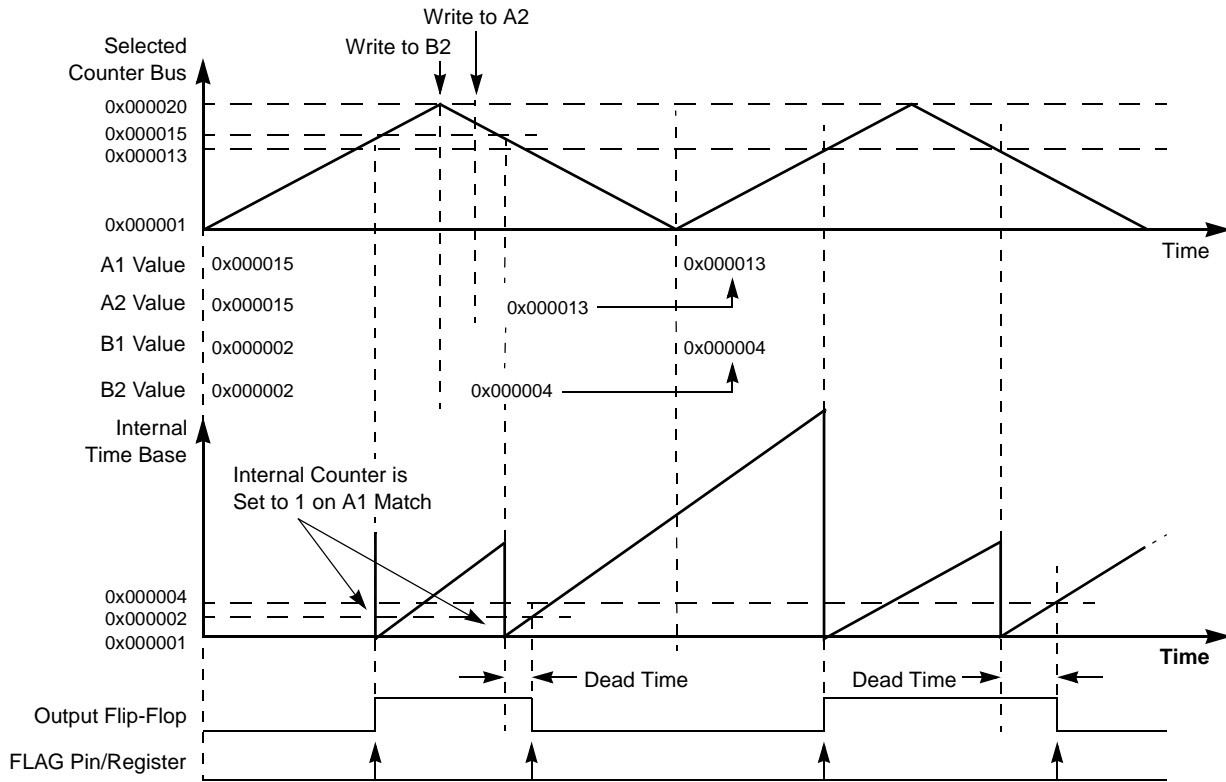 Write to A2
Write to B2
Selected
Counter Bus
0x000020
0x000015
0x000013
0x000001
Time
A1 Value 0x000015 0x000013
A2 Value 0x000015 0x000013
B1 Value 0x000002 0x000004
B2 Value 0x000002 0x000004
Internal
Time Base
Internal Counter is
Set to 1 on A1 Match
0x000004
0x000002
0x000001
Time
Dead Time Dead Time
Output Flip-Flop
FLAG Pin/Register